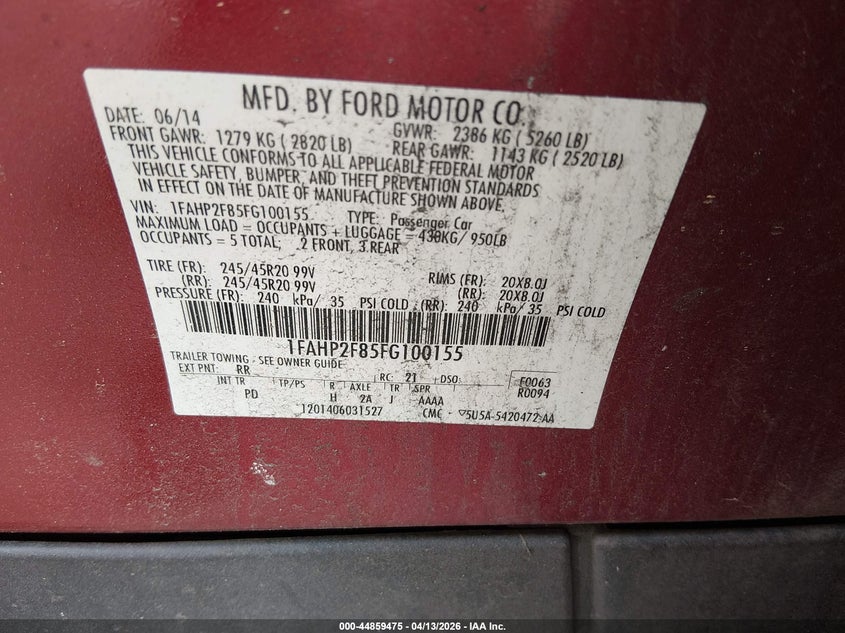 MFD. BY FORD MOTOR CO
DATE: 06/14 GVWR: 2386 KG ( 5260 LB)
FRONT GAWR: 1279 KG ( 2820 LB) REAR GAWR: 1143 KG ( 2520 LB)
THIS VEHICLE CONFORMS TO ALL APPLICABLE FEDERAL MOTOR
VEHICLE SAFETY, BUMPER, AND THEFT PREVENTION STANDARDS
IN EFFECT ON THE DATE OF MANUFACTURE SHOWN ABOVE.
VIN: 1FAHP2F85FG100155 TYPE: Passenger Car
MAXIMUM LOAD = OCCUPANTS + LUGGAGE = 430KG/ 950LB
OCCUPANTS = 5 TOTAL, 2 FRONT, 3 REAR
TIRE (FR): 245/45R20 99V RIMS (FR): 20X8.0J
(RR): 245/45R20 99V (RR): 20X8.0J
PRESSURE (FR): 240 kPa/ 35 PSI COLD (RR): 240 kPa/ 35 PSI COLD
1FAHP2F85FG100155
TRAILER TOWING - SEE OWNER GUIDE
EXT PNT: RR RC: 21 DSO: F0063
INT TR TP/PS R AXLE TR SPR R0094
PD H 2A J AAAA
1201406031527 CMC ▽5U5A-5420472-AA
000-44859475 - 04/13/2026 - IAA Inc.